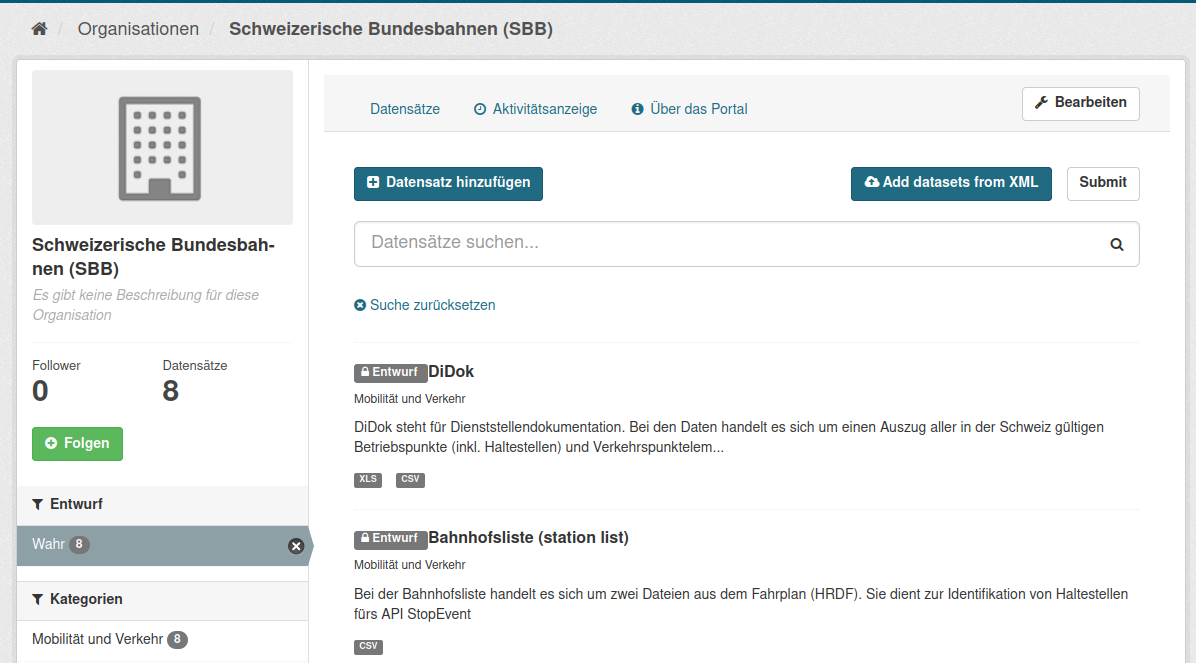 Organisationen / Schweizerische Bundesbahnen (SBB)
Datensätze Aktivitätsanzeige Über das Portal
Bearbeiten
Schweizerische Bundesbah-
nen (SBB)
Es gibt keine Beschreibung für diese
Organisation
Follower Datensätze
0 8
Folgen
Entwurf
Wahr 8
Kategorien
Mobilität und Verkehr 8
Datensatz hinzufügen Add datasets from XML Submit
Datensätze suchen...
Suche zurücksetzen
Entwurf DiDok
Mobilität und Verkehr
DiDok steht für Dienststellendokumentation. Bei den Daten handelt es sich um einen Auszug aller in der Schweiz gültigen
Betriebspunkte (inkl. Haltestellen) und Verkehrspunktelem...
XLS CSV
Entwurf Bahnhofsliste (station list)
Mobilität und Verkehr
Bei der Bahnhofsliste handelt es sich um zwei Dateien aus dem Fahrplan (HRDF). Sie dient zur Identifikation von Haltestellen
fürs API StopEvent
CSV